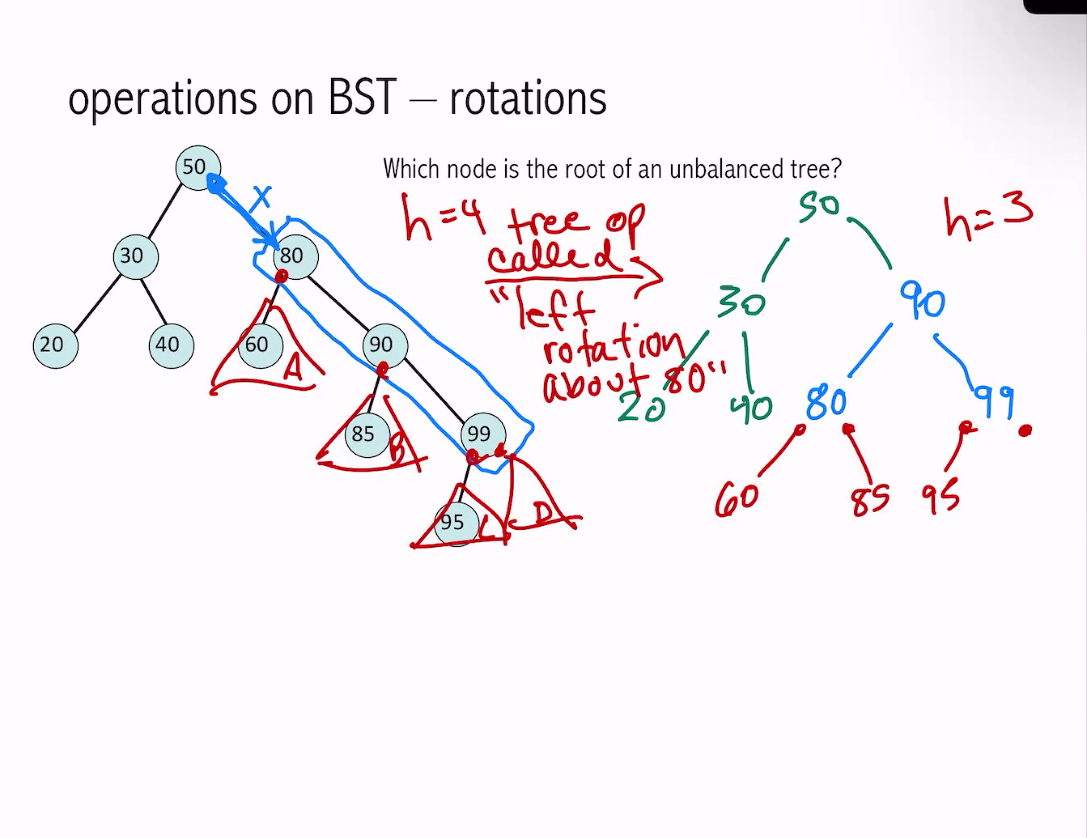 operations on BST — rotations
Which node is the root of an unbalanced tree?
50
X
30
80
20
40
60
A
90
85
B
99
95
C
D
h=4
tree op
called
"left
rotation
about 80"
h=3
50
30
90
20
40
80
99
60
85
95